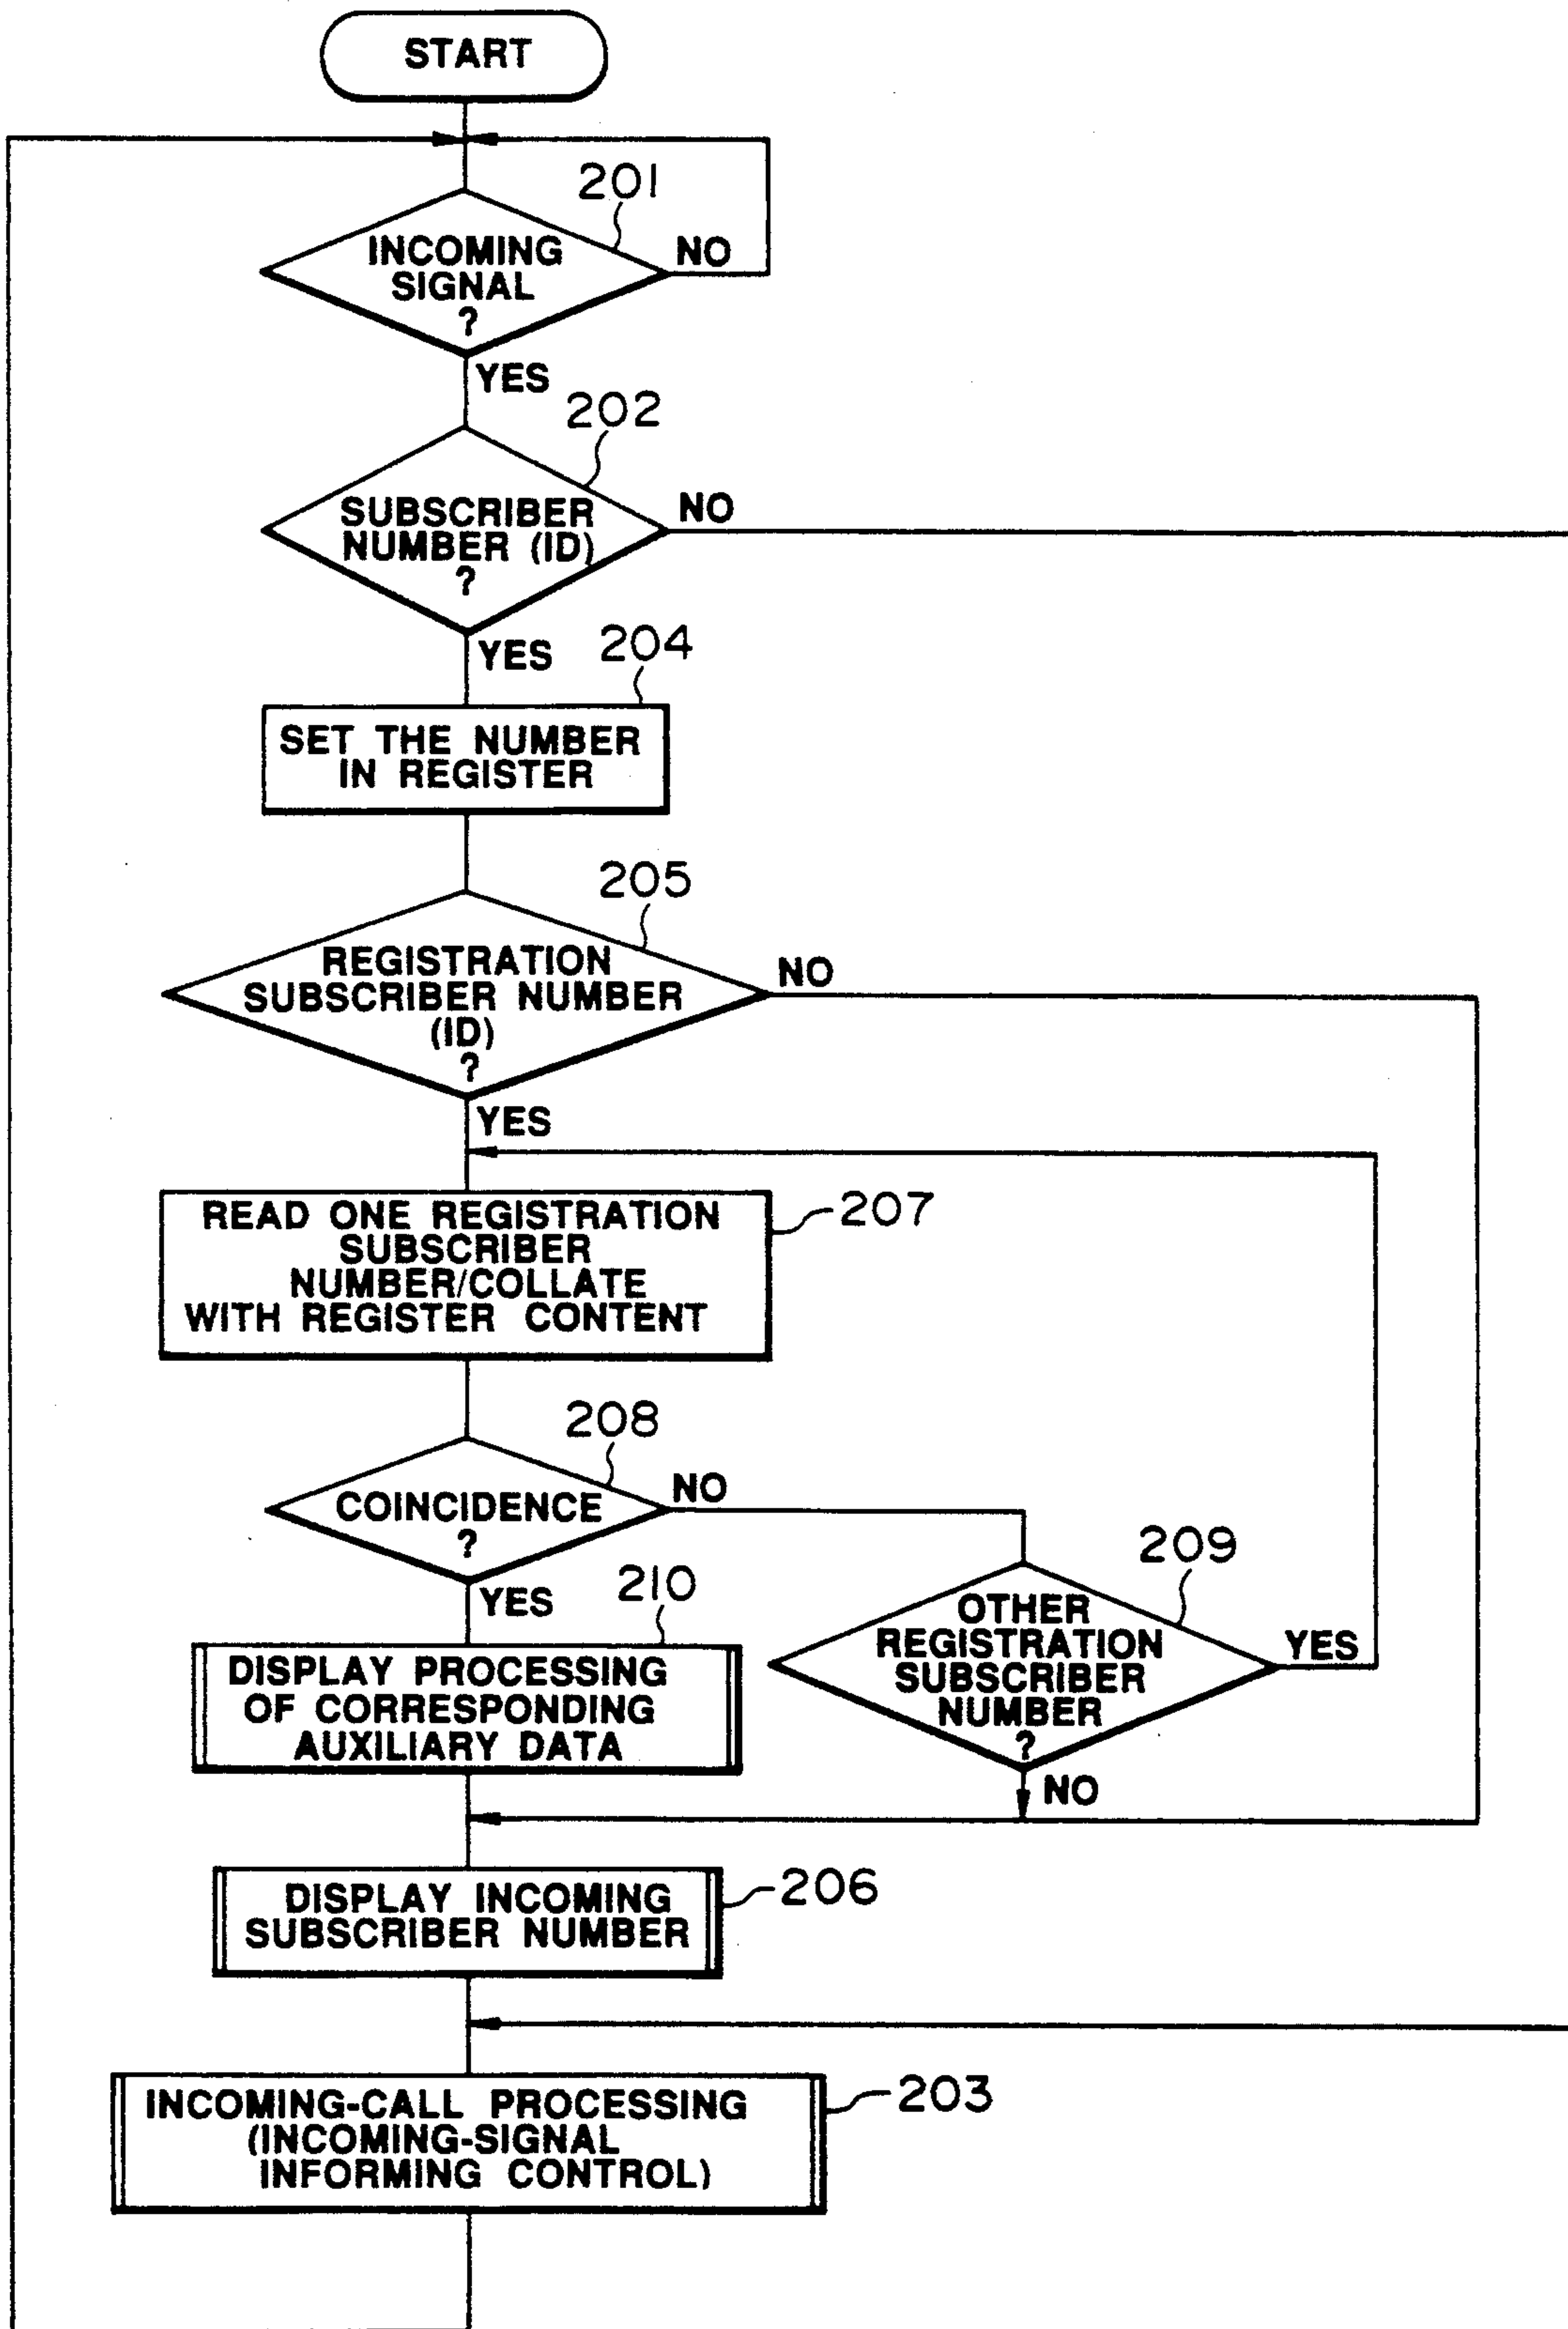 START
201
INCOMING
SIGNAL
?
NO
YES
202
SUBSCRIBER
NUMBER (ID)
?
NO
YES
204
SET THE NUMBER
IN REGISTER
205
REGISTRATION
SUBSCRIBER NUMBER
(ID)
?
NO
YES
READ ONE REGISTRATION
SUBSCRIBER
NUMBER/COLLATE
WITH REGISTER CONTENT
207
208
COINCIDENCE
?
NO
YES
209
OTHER
REGISTRATION
SUBSCRIBER
NUMBER
?
YES
NO
210
DISPLAY PROCESSING
OF CORRESPONDING
AUXILIARY DATA
DISPLAY INCOMING
SUBSCRIBER NUMBER
206
INCOMING-CALL PROCESSING
(INCOMING-SIGNAL
INFORMING CONTROL)
203